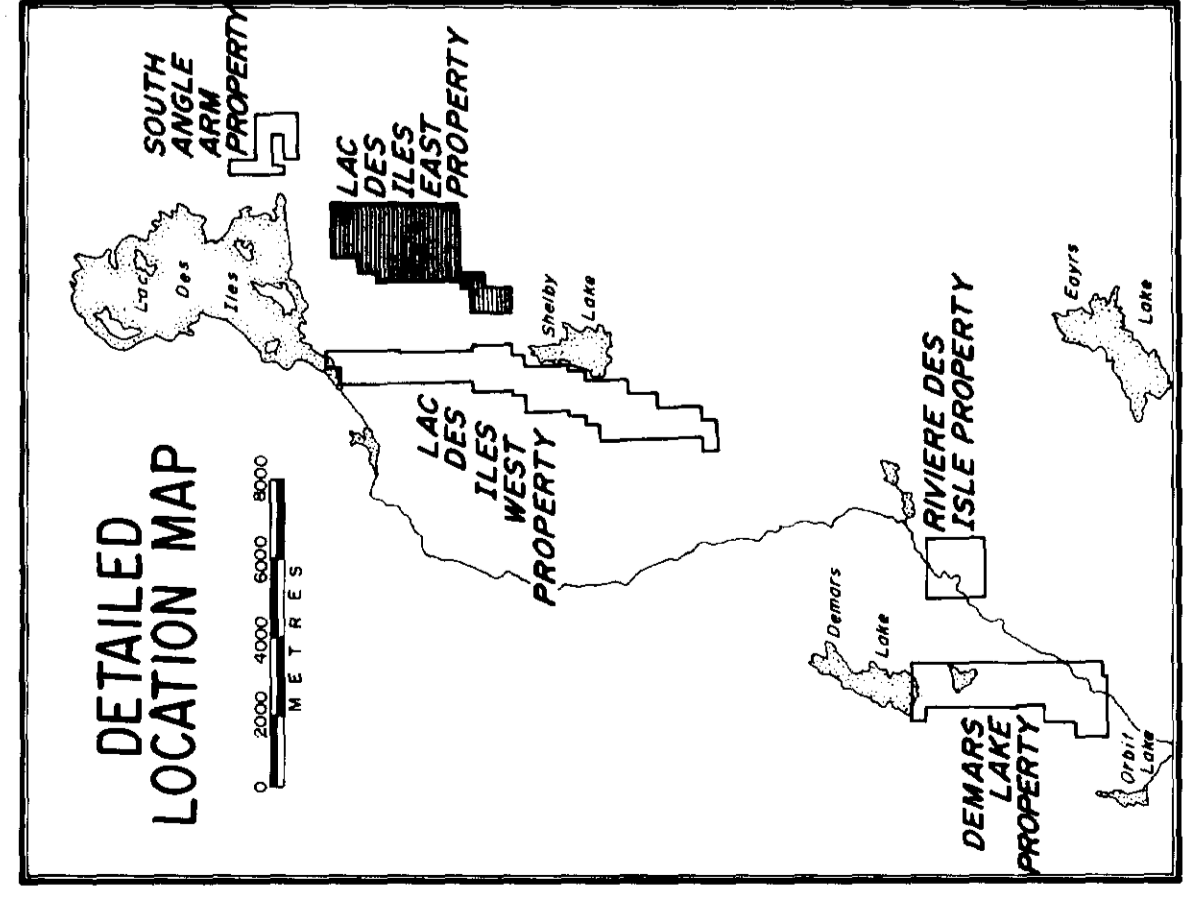 DETAILED
LOCATION MAP
0 2000 4000 6000 8000
METRES
SOUTH
ANGLE
ARM
PROPERTY
Lac
Des
Iles
LAC
DES
ILES
EAST
PROPERTY
Shelby
Lake
LAC
DES
ILES
WEST
PROPERTY
Demars
Lake
RIVIERE DES
ISLE PROPERTY
Eayrs
Lake
DEMARS
LAKE
PROPERTY
Orbit
Lake